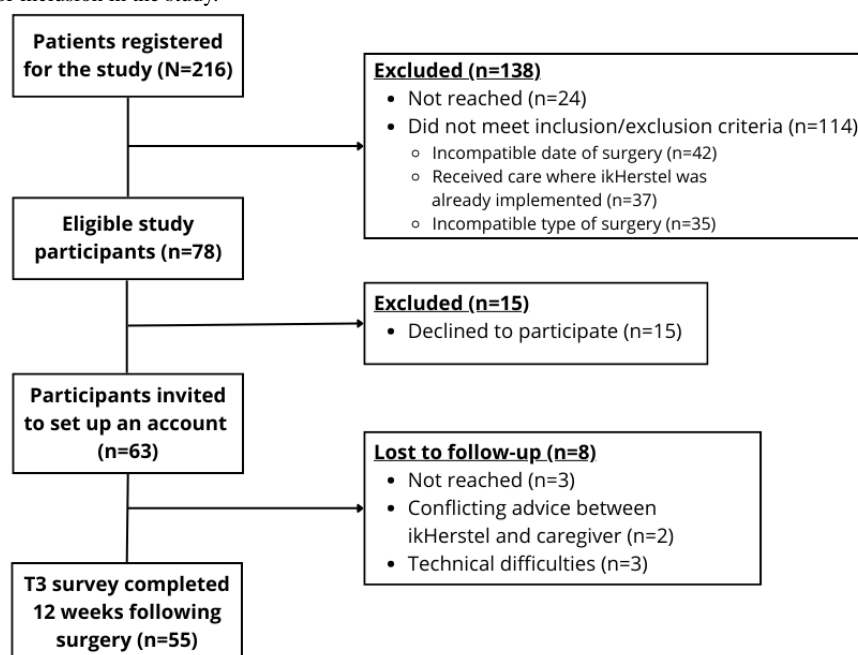 or inclusion in the study.
Patients registered
for the study (N=216)
Excluded (n=138)
• Not reached (n=24)
• Did not meet inclusion/exclusion criteria (n=114)
◦ Incompatible date of surgery (n=42)
◦ Received care where ikHerstel was
already implemented (n=37)
◦ Incompatible type of surgery (n=35)
Eligible study
participants (n=78)
Excluded (n=15)
• Declined to participate (n=15)
Participants invited
to set up an account
(n=63)
Lost to follow-up (n=8)
• Not reached (n=3)
• Conflicting advice between
ikHerstel and caregiver (n=2)
• Technical difficulties (n=3)
T3 survey completed
12 weeks following
surgery (n=55)